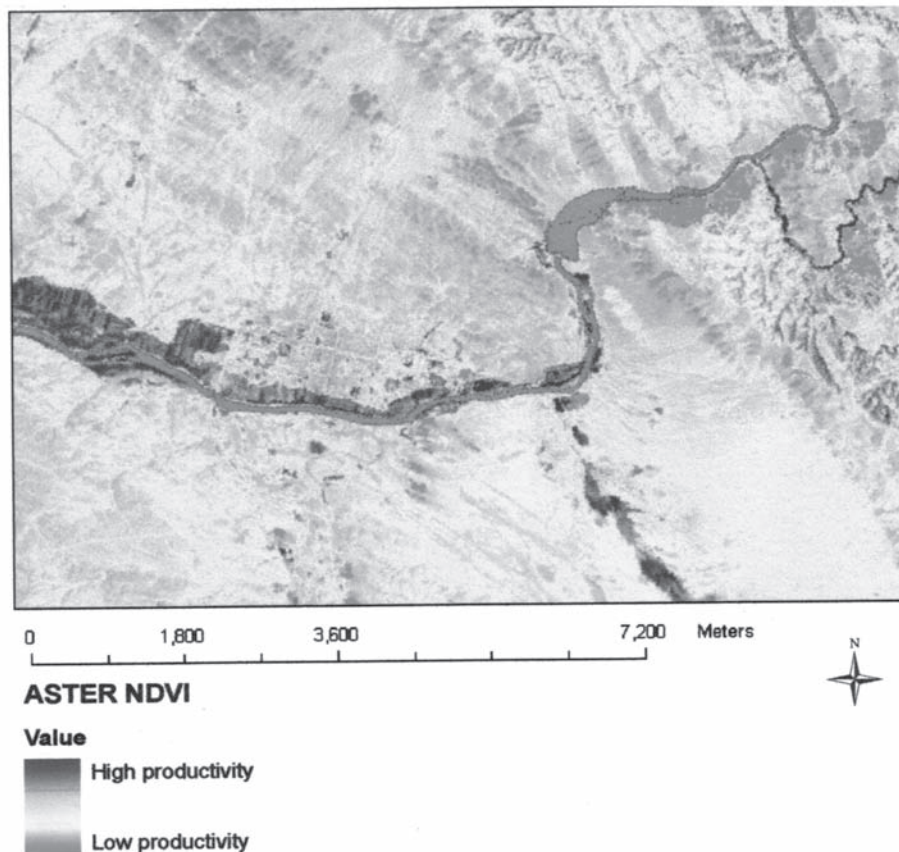 0 1,800 3,600 7,200 Meters
N
ASTER NDVI
Value
High productivity
Low productivity